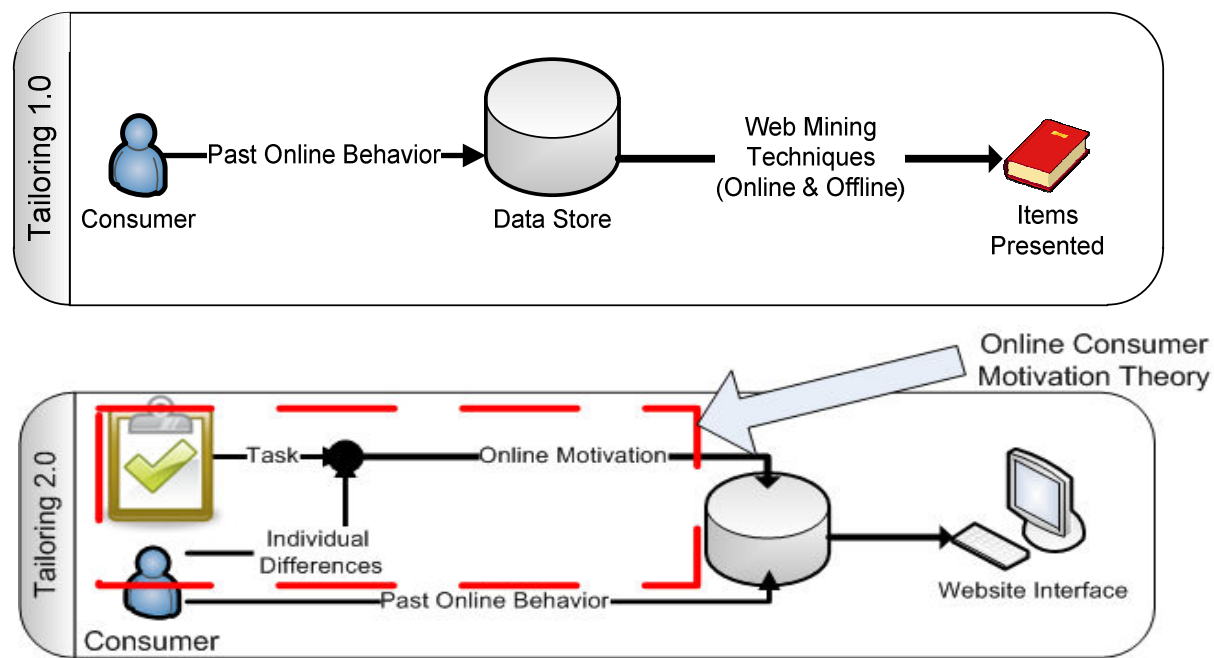 Tailoring 1.0
Consumer
Past Online Behavior
Data Store
Web Mining
Techniques
(Online & Offline)
Items
Presented
Online Consumer
Motivation Theory
Tailoring 2.0
Task
Online Motivation
Individual
Differences
Past Online Behavior
Consumer
Website Interface